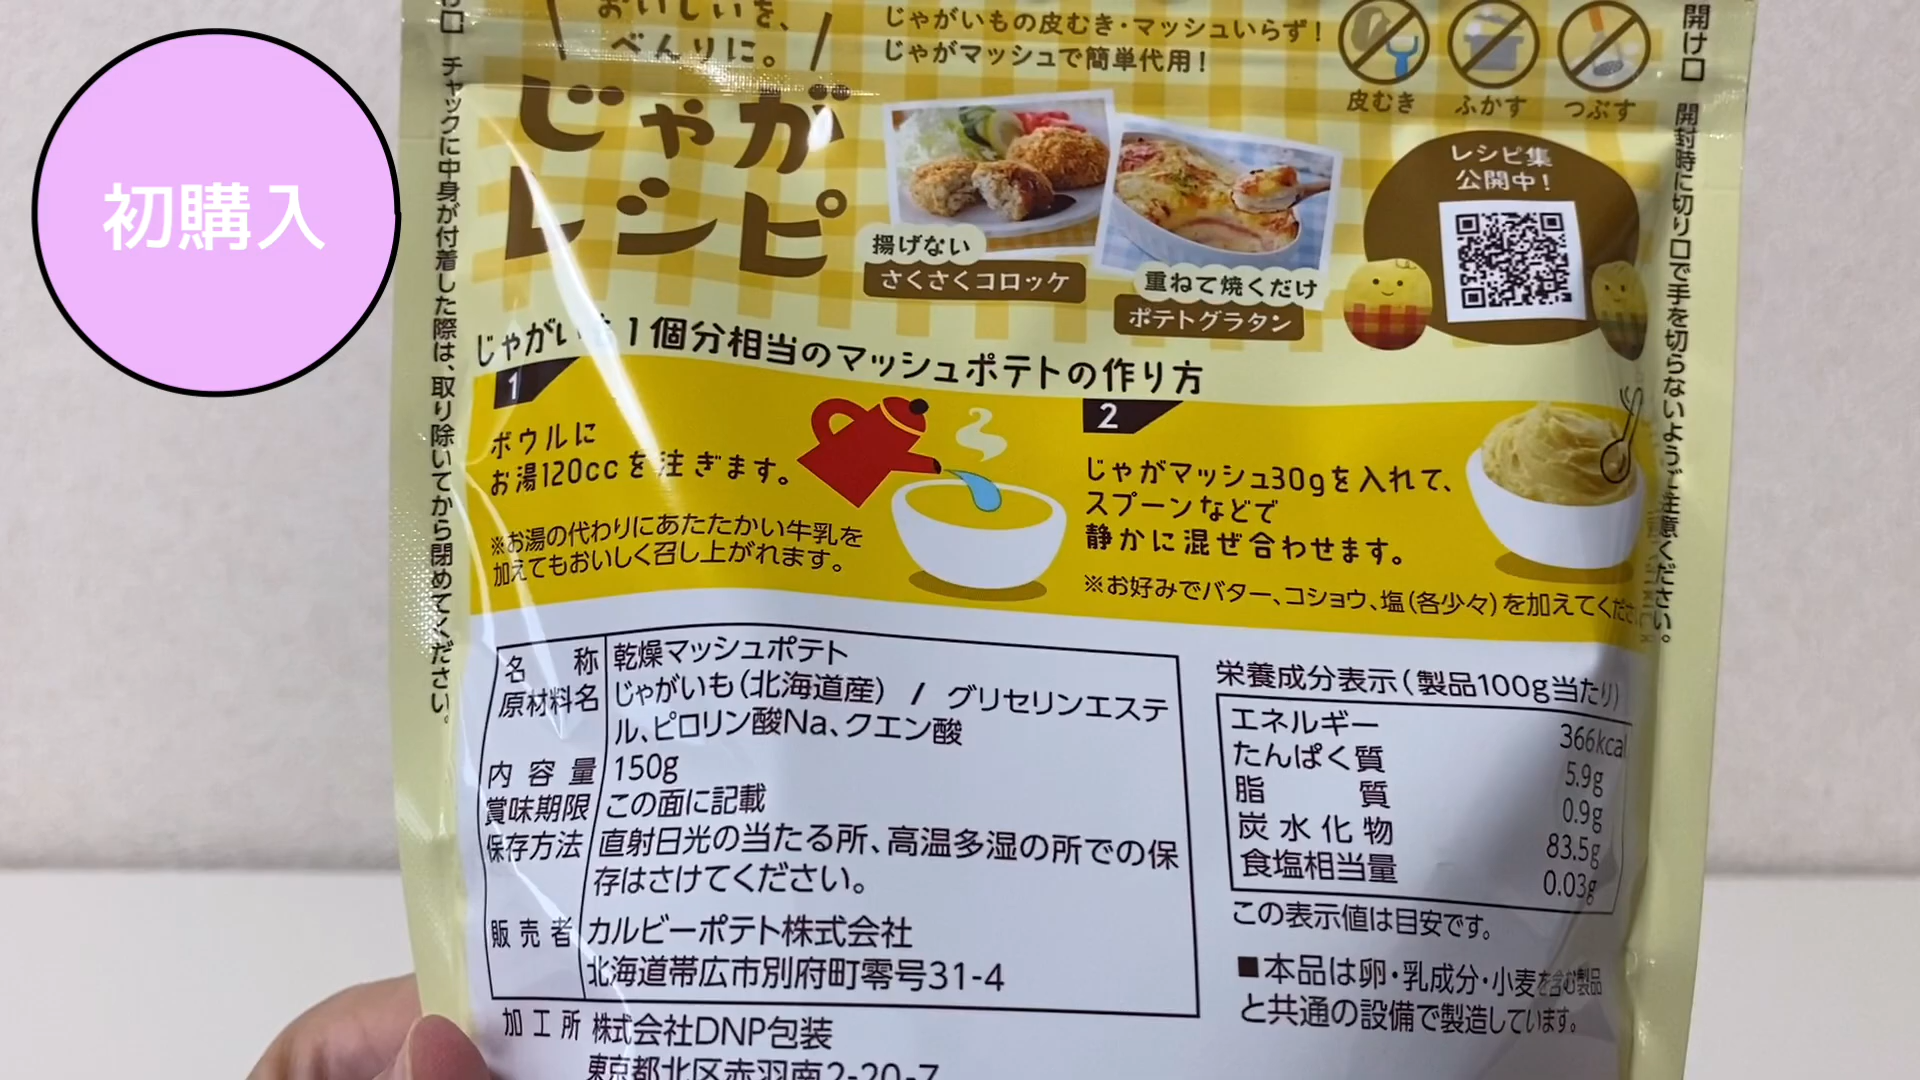 初購入
おいしいを、
べんりに。
じゃがいもの皮むき・マッシュいらず!
じゃがマッシュで簡単代用!
皮むき
ふかす
つぶす
じゃが
レシピ
揚げない
さくさくコロッケ
重ねて焼くだけ
ポテトグラタン
レシピ集
公開中!
じゃがいも1個分相当のマッシュポテトの作り方
1
ボウルに
お湯120ccを注ぎます。
※お湯の代わりにあたたかい牛乳を
加えてもおいしく召し上がれます。
2
じゃがマッシュ30gを入れて、
スプーンなどで
静かに混ぜ合わせます。
※お好みでバター、コショウ、塩(各少々)を加えてくださ
名称 乾燥マッシュポテト
原材料名 じゃがいも(北海道産) / グリセリンエステ
ル、ピロリン酸Na、クエン酸
内容量 150g
賞味期限 この面に記載
保存方法 直射日光の当たる所、高温多湿の所での保
存はさけてください。
販売者 カルビーポテト株式会社
北海道帯広市別府町零号31-4
加工所 株式会社DNP包装
東京都北区赤羽南2-20-7
栄養成分表示(製品100g当たり)
エネルギー 366kcal
たんぱく質 5.9g
脂質 0.9g
炭水化物 83.5g
食塩相当量 0.03g
この表示値は目安です。
■本品は卵・乳成分・小麦を含む製品
と共通の設備で製造しています。
け口 チャックに中身が付着した際は、取り除いてから閉めてください。
開け口 開封時に切り口で手を切らないようご注意ください。